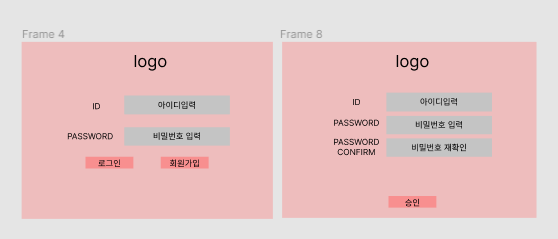 Frame 4
logo
ID
아이디입력
PASSWORD
비밀번호 입력
로그인
회원가입
Frame 8
logo
ID
아이디입력
PASSWORD
비밀번호 입력
PASSWORD
CONFIRM
비밀번호 재확인
승인